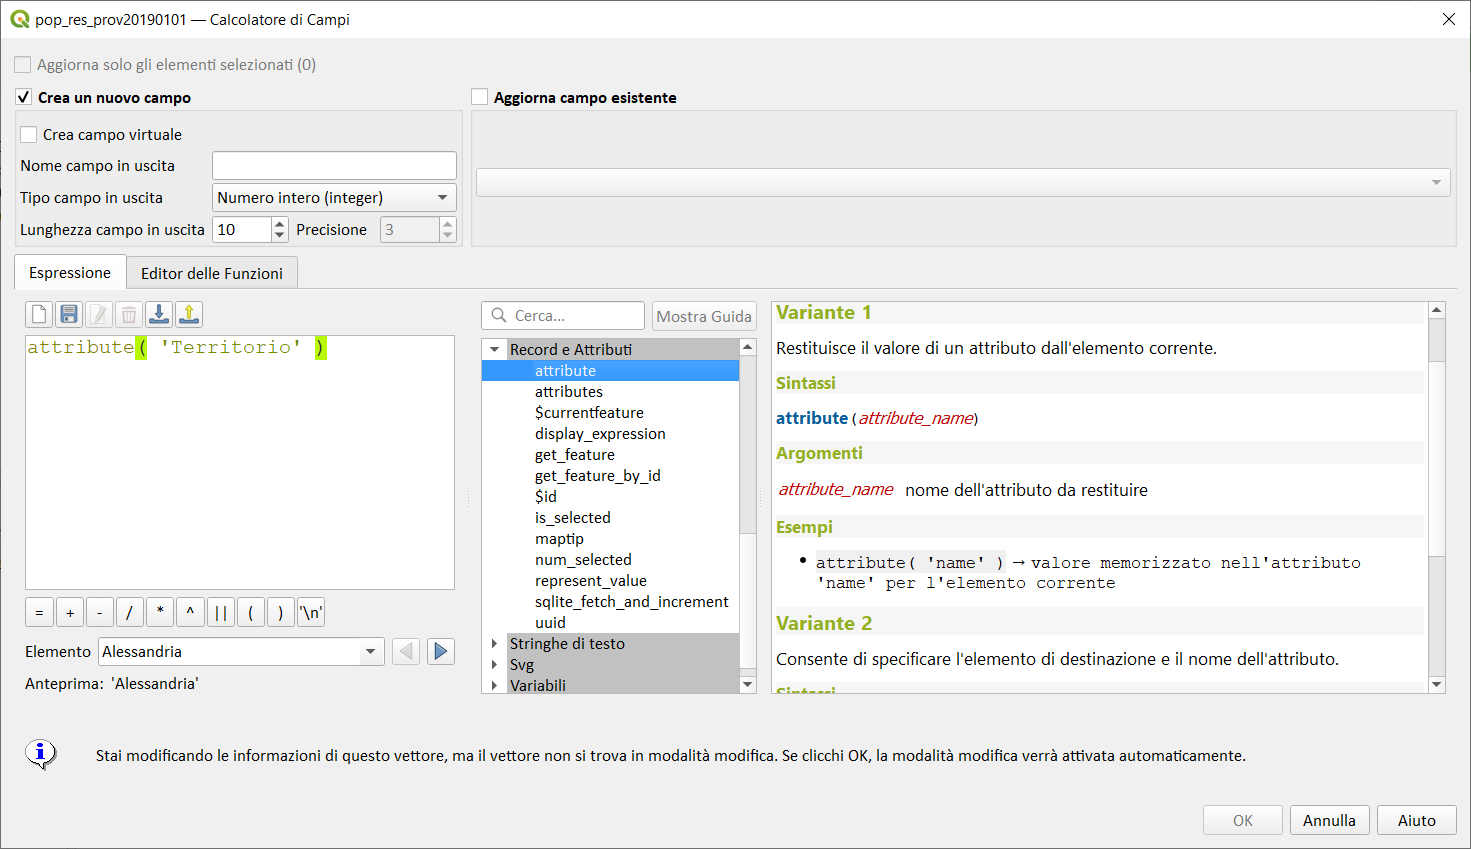 pop_res_prov20190101 — Calcolatore di Campi
Aggiorna solo gli elementi selezionati (0)
Crea un nuovo campo
Aggiorna campo esistente
Crea campo virtuale
Nome campo in uscita
Tipo campo in uscita Numero intero (integer)
Lunghezza campo in uscita 10 Precisione 3
Espressione Editor delle Funzioni
attribute( 'Territorio' )
= + - / * ^ || ( ) '\n'
Elemento Alessandria
Anteprima: 'Alessandria'
Cerca... Mostra Guida
Record e Attributi
attribute
attributes
$currentfeature
display_expression
get_feature
get_feature_by_id
$id
is_selected
maptip
num_selected
represent_value
sqlite_fetch_and_increment
uuid
Stringhe di testo
Svg
Variabili
Variante 1
Restituisce il valore di un attributo dall'elemento corrente.
Sintassi
attribute(attribute_name)
Argomenti
attribute_name nome dell'attributo da restituire
Esempi
• attribute( 'name' ) → valore memorizzato nell'attributo
'name' per l'elemento corrente
Variante 2
Consente di specificare l'elemento di destinazione e il nome dell'attributo.
Sintassi
Stai modificando le informazioni di questo vettore, ma il vettore non si trova in modalità modifica. Se clicchi OK, la modalità modifica verrà attivata automaticamente.
OK Annulla Aiuto